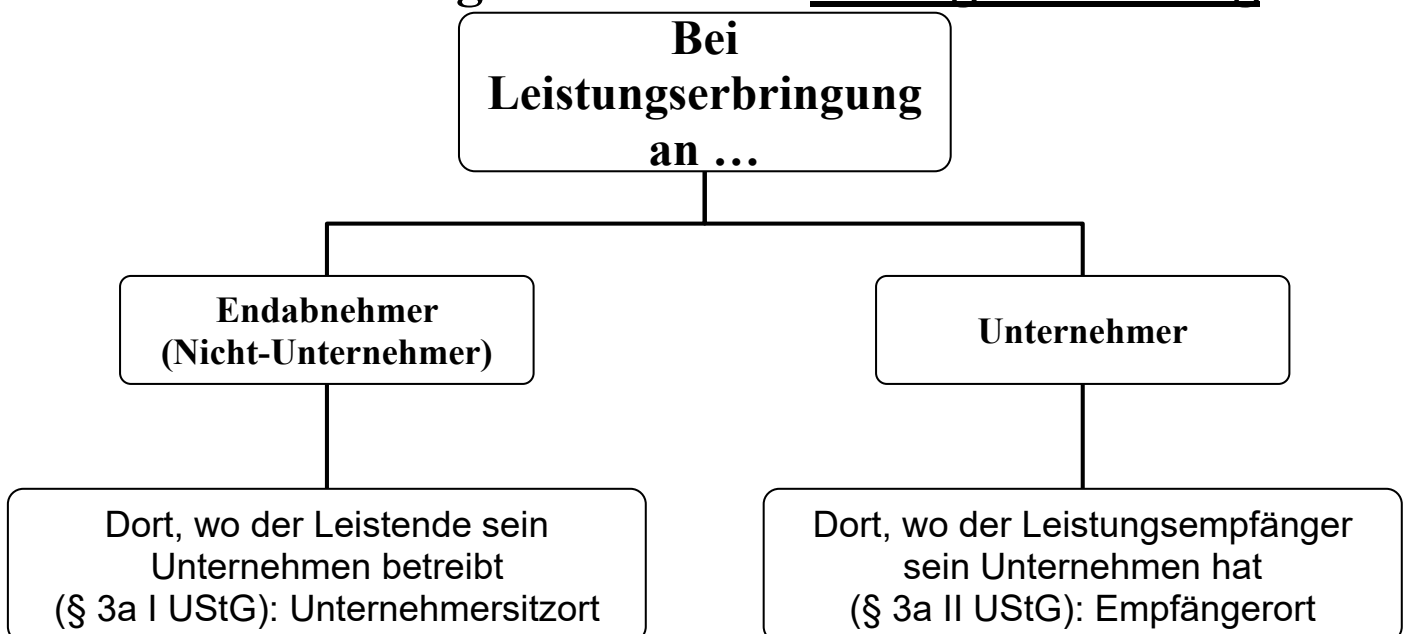 Bei
Leistungserbringung
an …
Endabnehmer
(Nicht-Unternehmer)
Unternehmer
Dort, wo der Leistende sein
Unternehmen betreibt
(§ 3a I UStG): Unternehmersitzort
Dort, wo der Leistungsempfänger
sein Unternehmen hat
(§ 3a II UStG): Empfängerort